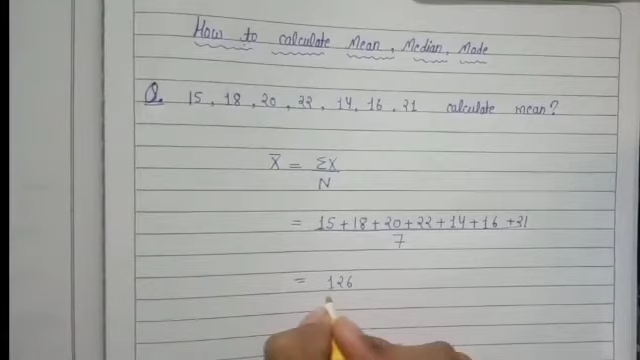 How to calculate Mean, Median, Mode
Q. 15, 18, 20, 22, 14, 16, 21 calculate mean?
X̄ = ΣX
N
= 15+18+20+22+14+16+21
7
= 126